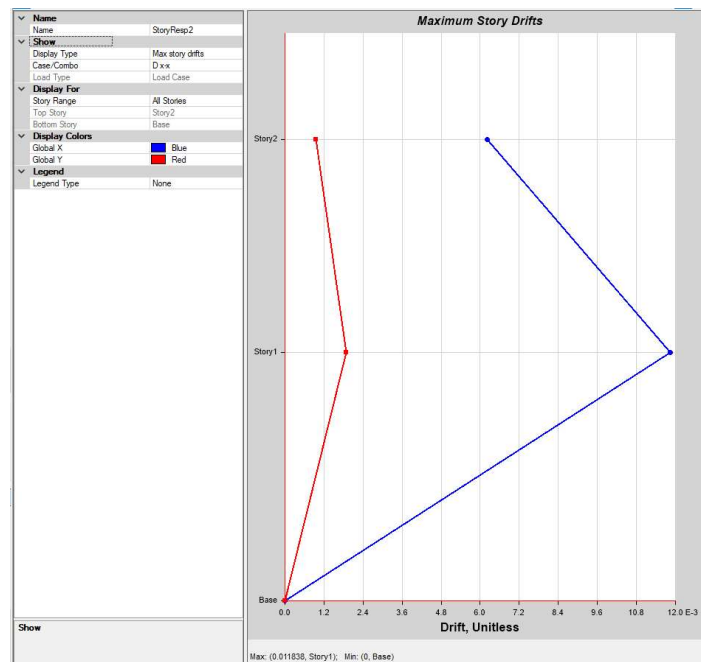 Name
Name StoryResp2
Show
Display Type Max story drifts
Case/Combo D x-x
Load Type Load Case
Display For
Story Range All Stories
Top Story Story2
Bottom Story Base
Display Colors
Global X Blue
Global Y Red
Legend
Legend Type None
Show
Maximum Story Drifts
Story2
Story1
Base
0.0 1.2 2.4 3.6 4.8 6.0 7.2 8.4 9.6 10.8 12.0 E-3
Drift, Unitless
Max: (0.011838, Story1); Min: (0, Base)